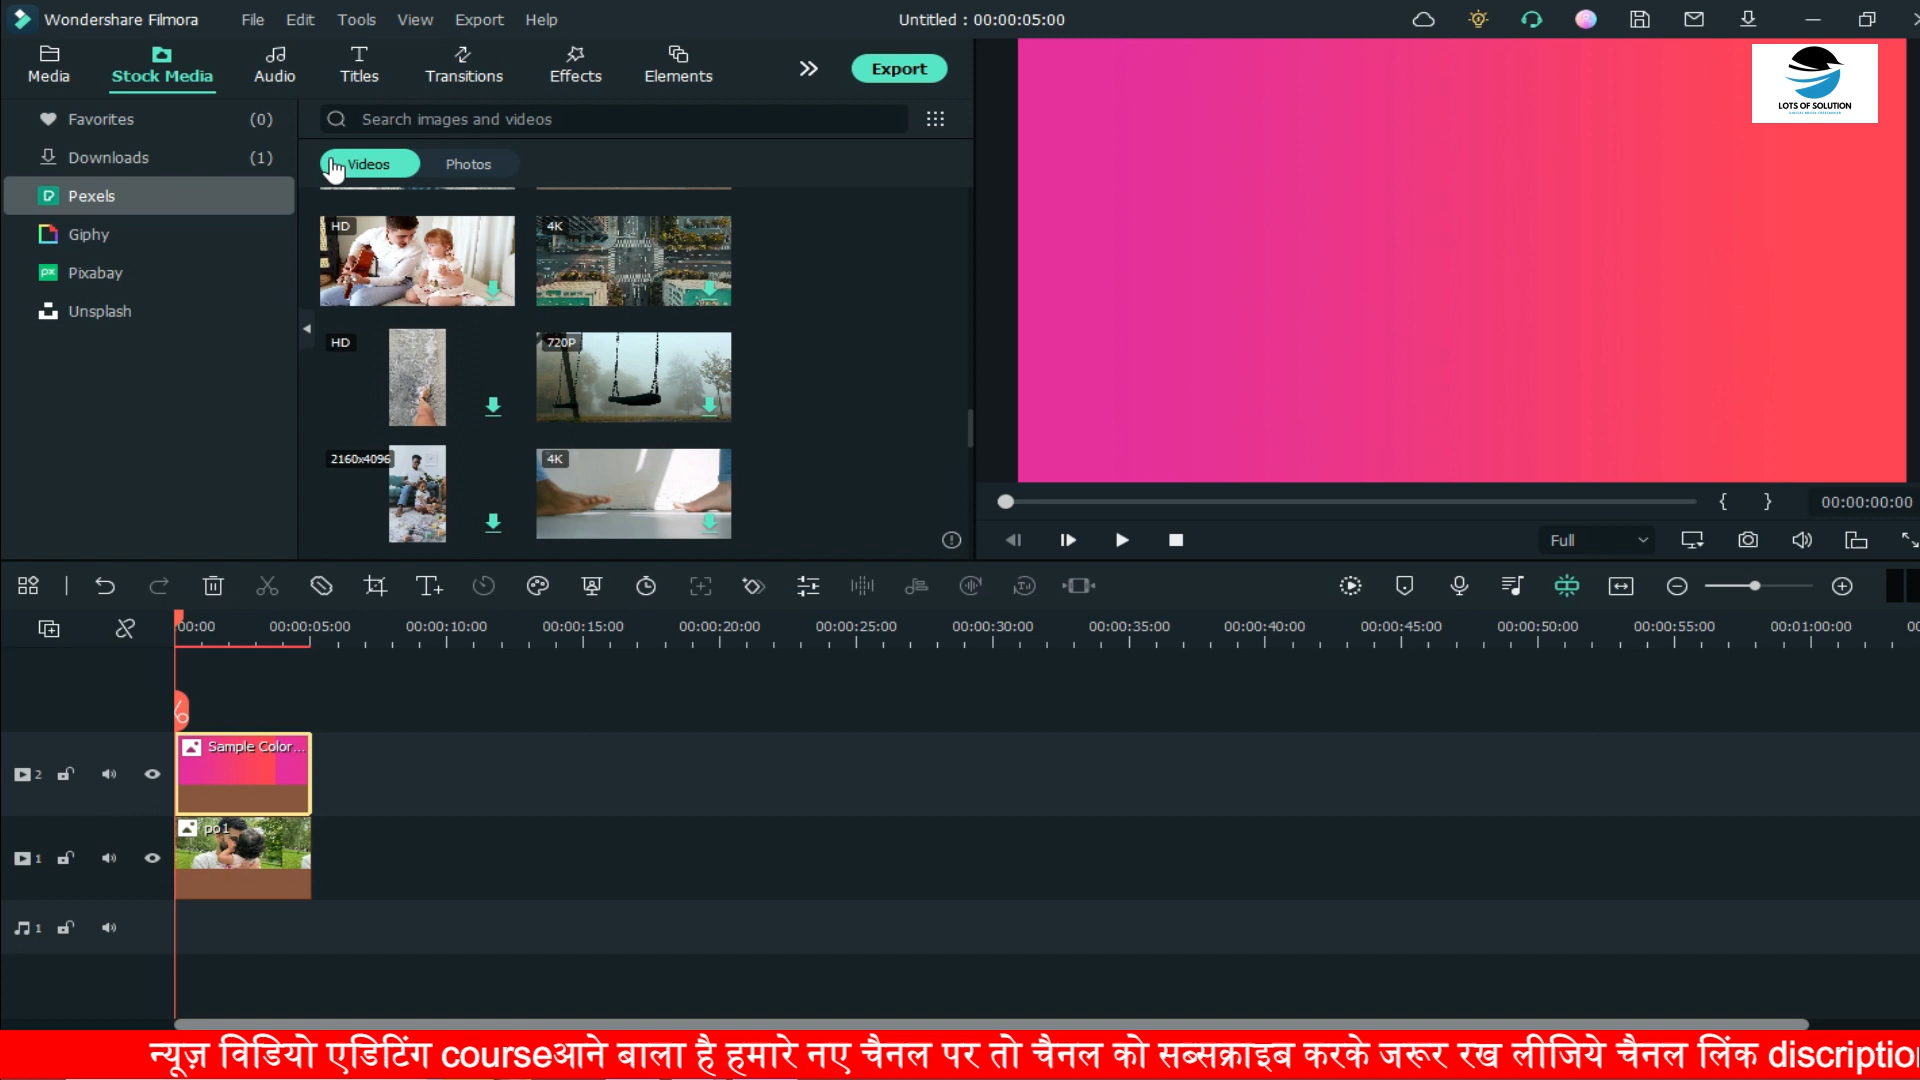 Wondershare Filmora File Edit Tools View Export Help Untitled : 00:00:05:00
Media Stock Media Audio Titles Transitions Effects Elements Export
LOTS OF SOLUTION
Favorites (0)
Search images and videos
Downloads (1)
Videos Photos
Pexels
Giphy
Pixabay
Unsplash
HD 4K
HD 720P
2160x4096 4K
00:00:00:00
Full
00:00 00:00:05:00 00:00:10:00 00:00:15:00 00:00:20:00 00:00:25:00 00:00:30:00 00:00:35:00 00:00:40:00 00:00:45:00 00:00:50:00 00:00:55:00 00:01:00:00
Sample Color...
2
po1
1
1
न्यूज़ विडियो एडिटिंग courseआने बाला है हमारे नए चैनल पर तो चैनल को सब्सक्राइब करके जरूर रख लीजिये चैनल लिंक discriptio